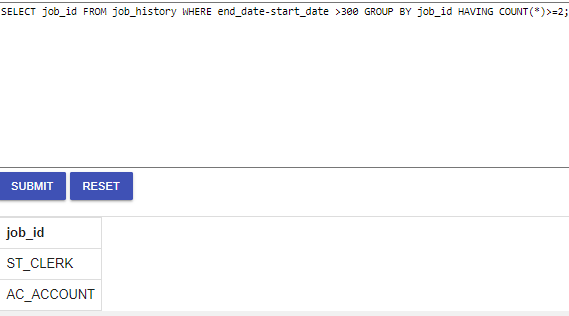 SELECT job_id FROM job_history WHERE end_date-start_date >300 GROUP BY job_id HAVING COUNT(*)>=2;
SUBMIT RESET
job_id
ST_CLERK
AC_ACCOUNT